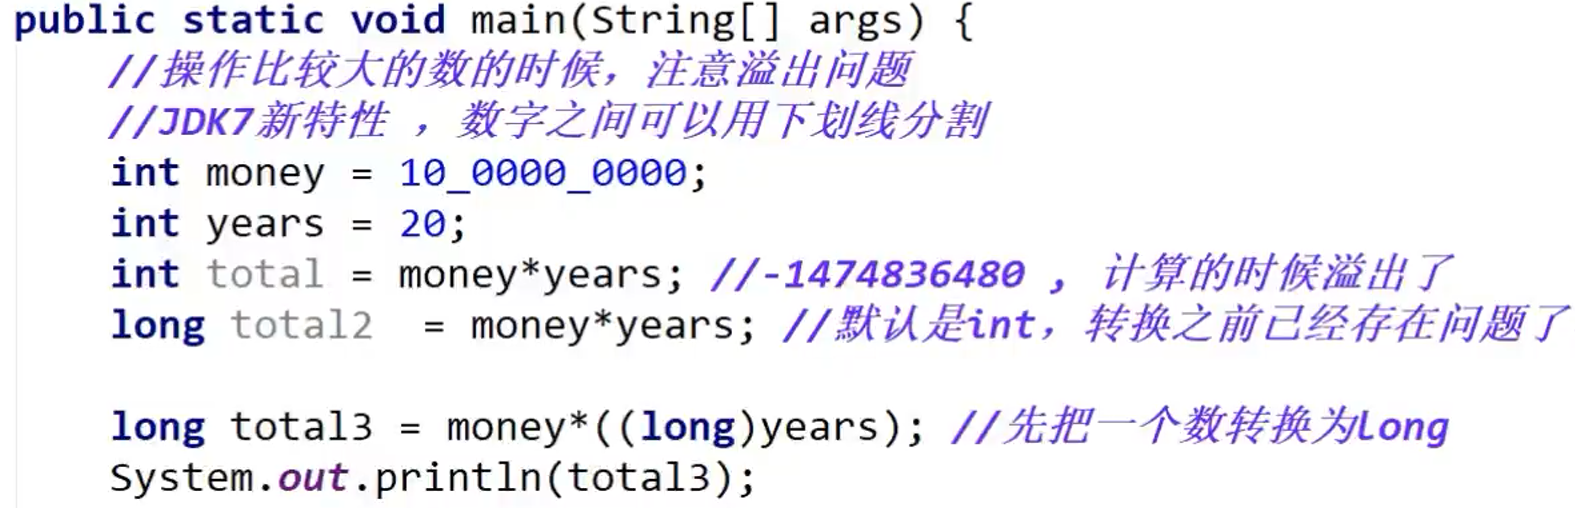 public static void main(String[] args) {
//操作比较大的数的时候，注意溢出问题
//JDK7新特性 ，数字之间可以用下划线分割
int money = 10_0000_0000;
int years = 20;
int total = money*years; //-1474836480 , 计算的时候溢出了
long total2  = money*years; //默认是int，转换之前已经存在问题了
long total3 = money*((long)years); //先把一个数转换为Long
System.out.println(total3);